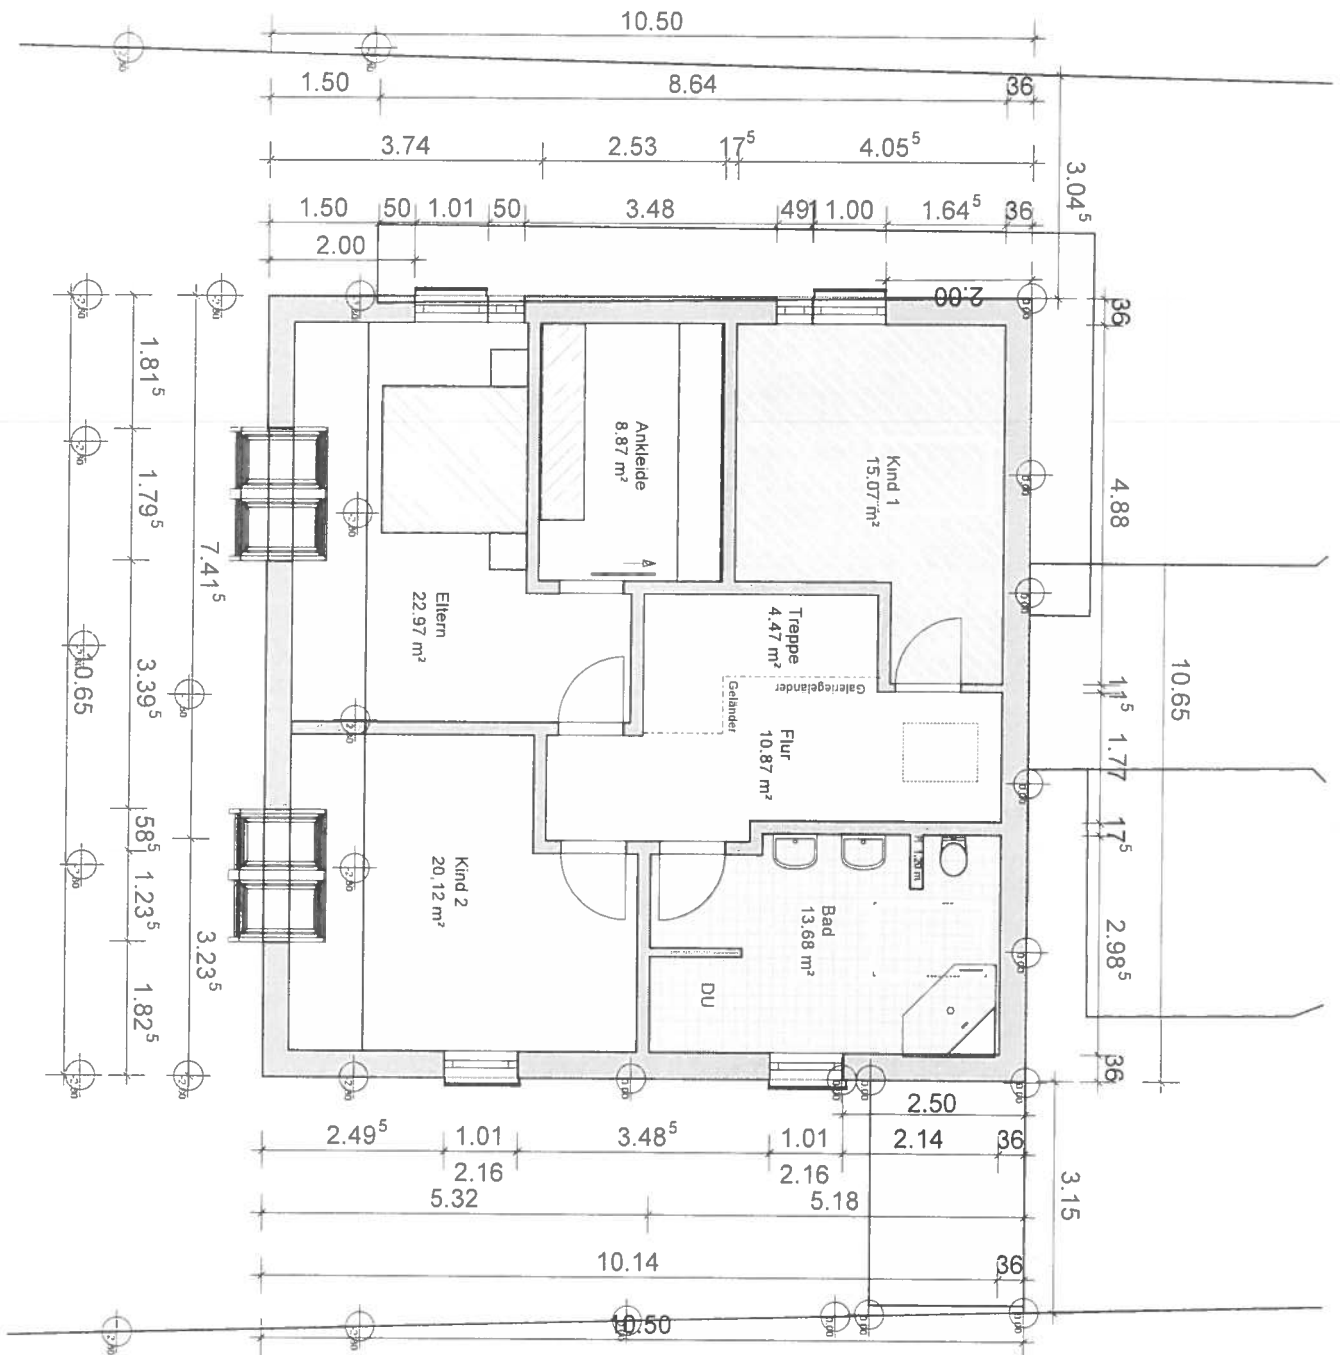 10.50
1.50 8.64 36
3.74 2.53 17⁵ 4.05⁵
1.50 50 1.01 50 3.48 49 1.00 1.64⁵ 36
2.00
2.00
3.04⁵
36
4.88
11⁵
1.77
17⁵
2.98⁵
36
10.65
3.15
1.81⁵
1.79⁵
3.39⁵
58⁵
1.23⁵
1.82⁵
7.41⁵
3.23⁵
10.65
Ankleide
8.87 m²
Kind 1
15.07 m²
Eltern
22.97 m²
Treppe
4.47 m²
Galeriegeländer
Geländer
Flur
10.87 m²
Kind 2
20,12 m²
Bad
13.68 m²
1.20 m
DU
2.50
2.49⁵ 1.01 3.48⁵ 1.01 2.14 36
2.16 2.16
5.32 5.18
10.14 36
10.50